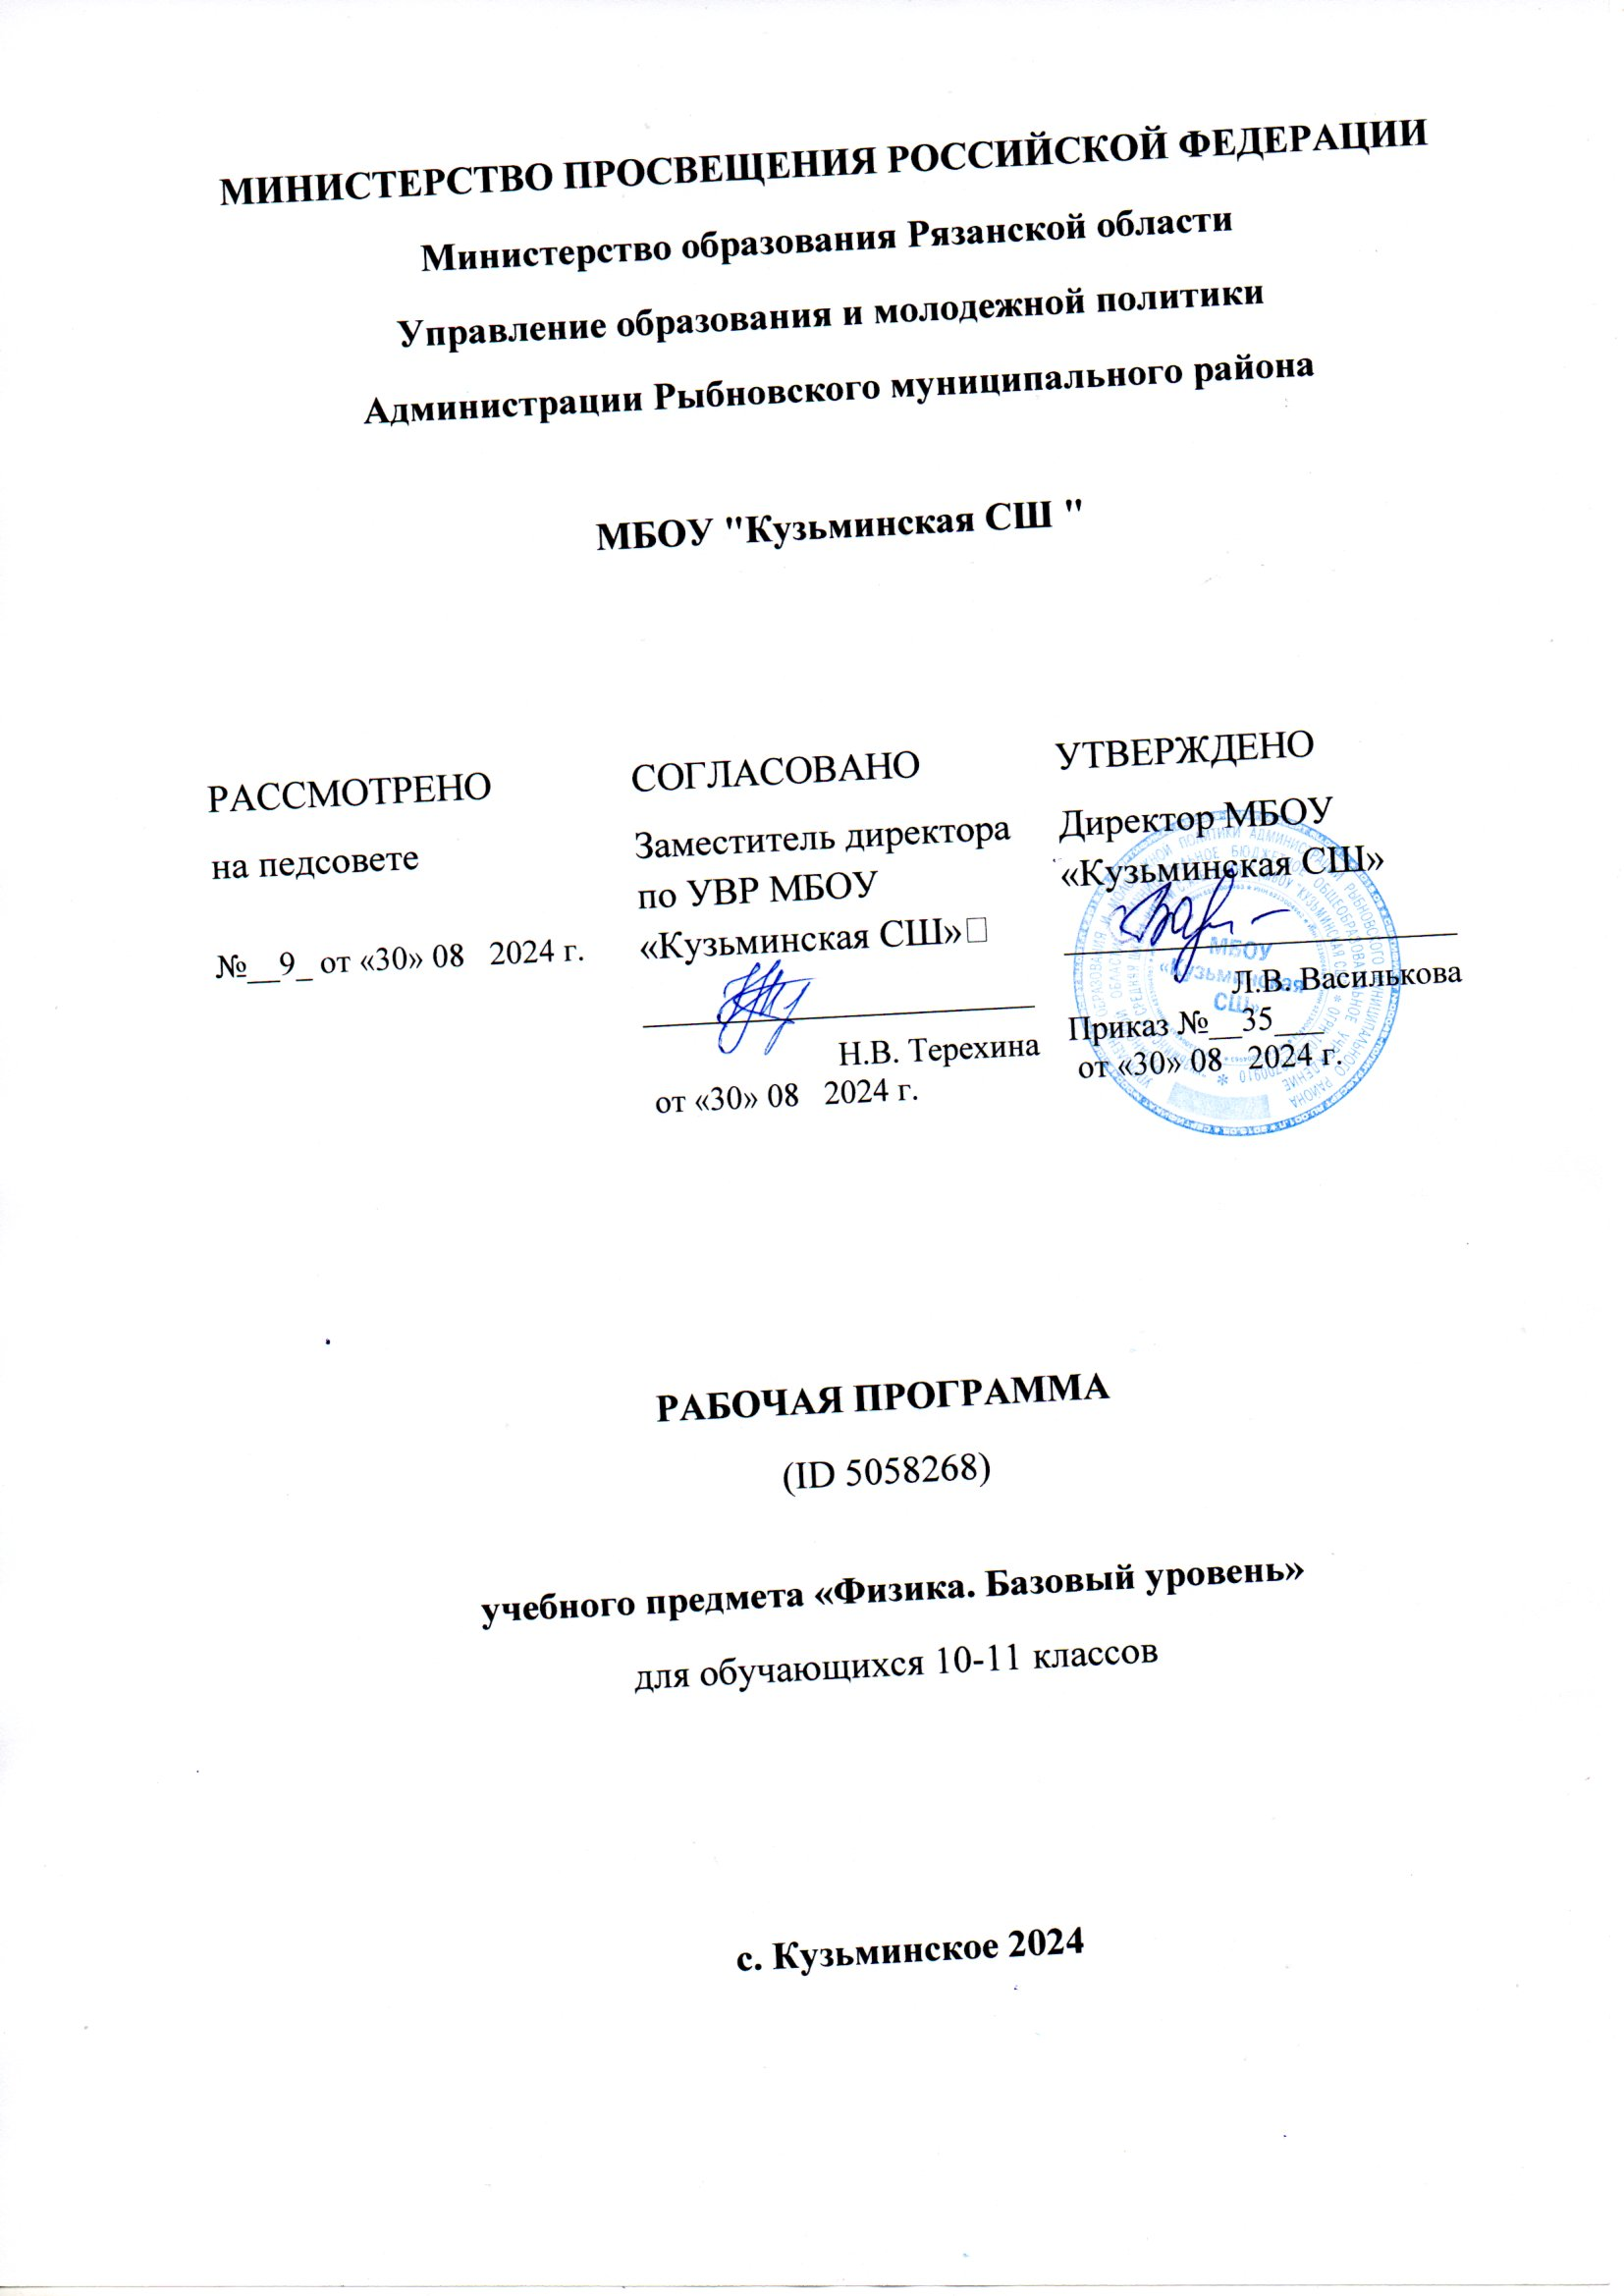 МИНИСТЕРСТВО ПРОСВЕЩЕНИЯ РОССИЙСКОЙ ФЕДЕРАЦИИ
Министерство образования Рязанской области
Управление образования и молодежной политики
Администрации Рыбновского муниципального района
МБОУ "Кузьминская СШ "
РАССМОТРЕНО
на педсовете
№__9_ от «30» 08 2024 г.
СОГЛАСОВАНО
Заместитель директора
по УВР МБОУ
«Кузьминская СШ»
Н.В. Терехина
от «30» 08 2024 г.
УТВЕРЖДЕНО
Директор МБОУ
«Кузьминская СШ»
Л.В. Василькова
Приказ №__35___
от «30» 08 2024 г.
МБОУ
«Кузьминская
СШ»
РАБОЧАЯ ПРОГРАММА
(ID 5058268)
учебного предмета «Физика. Базовый уровень»
для обучающихся 10-11 классов
с. Кузьминское 2024